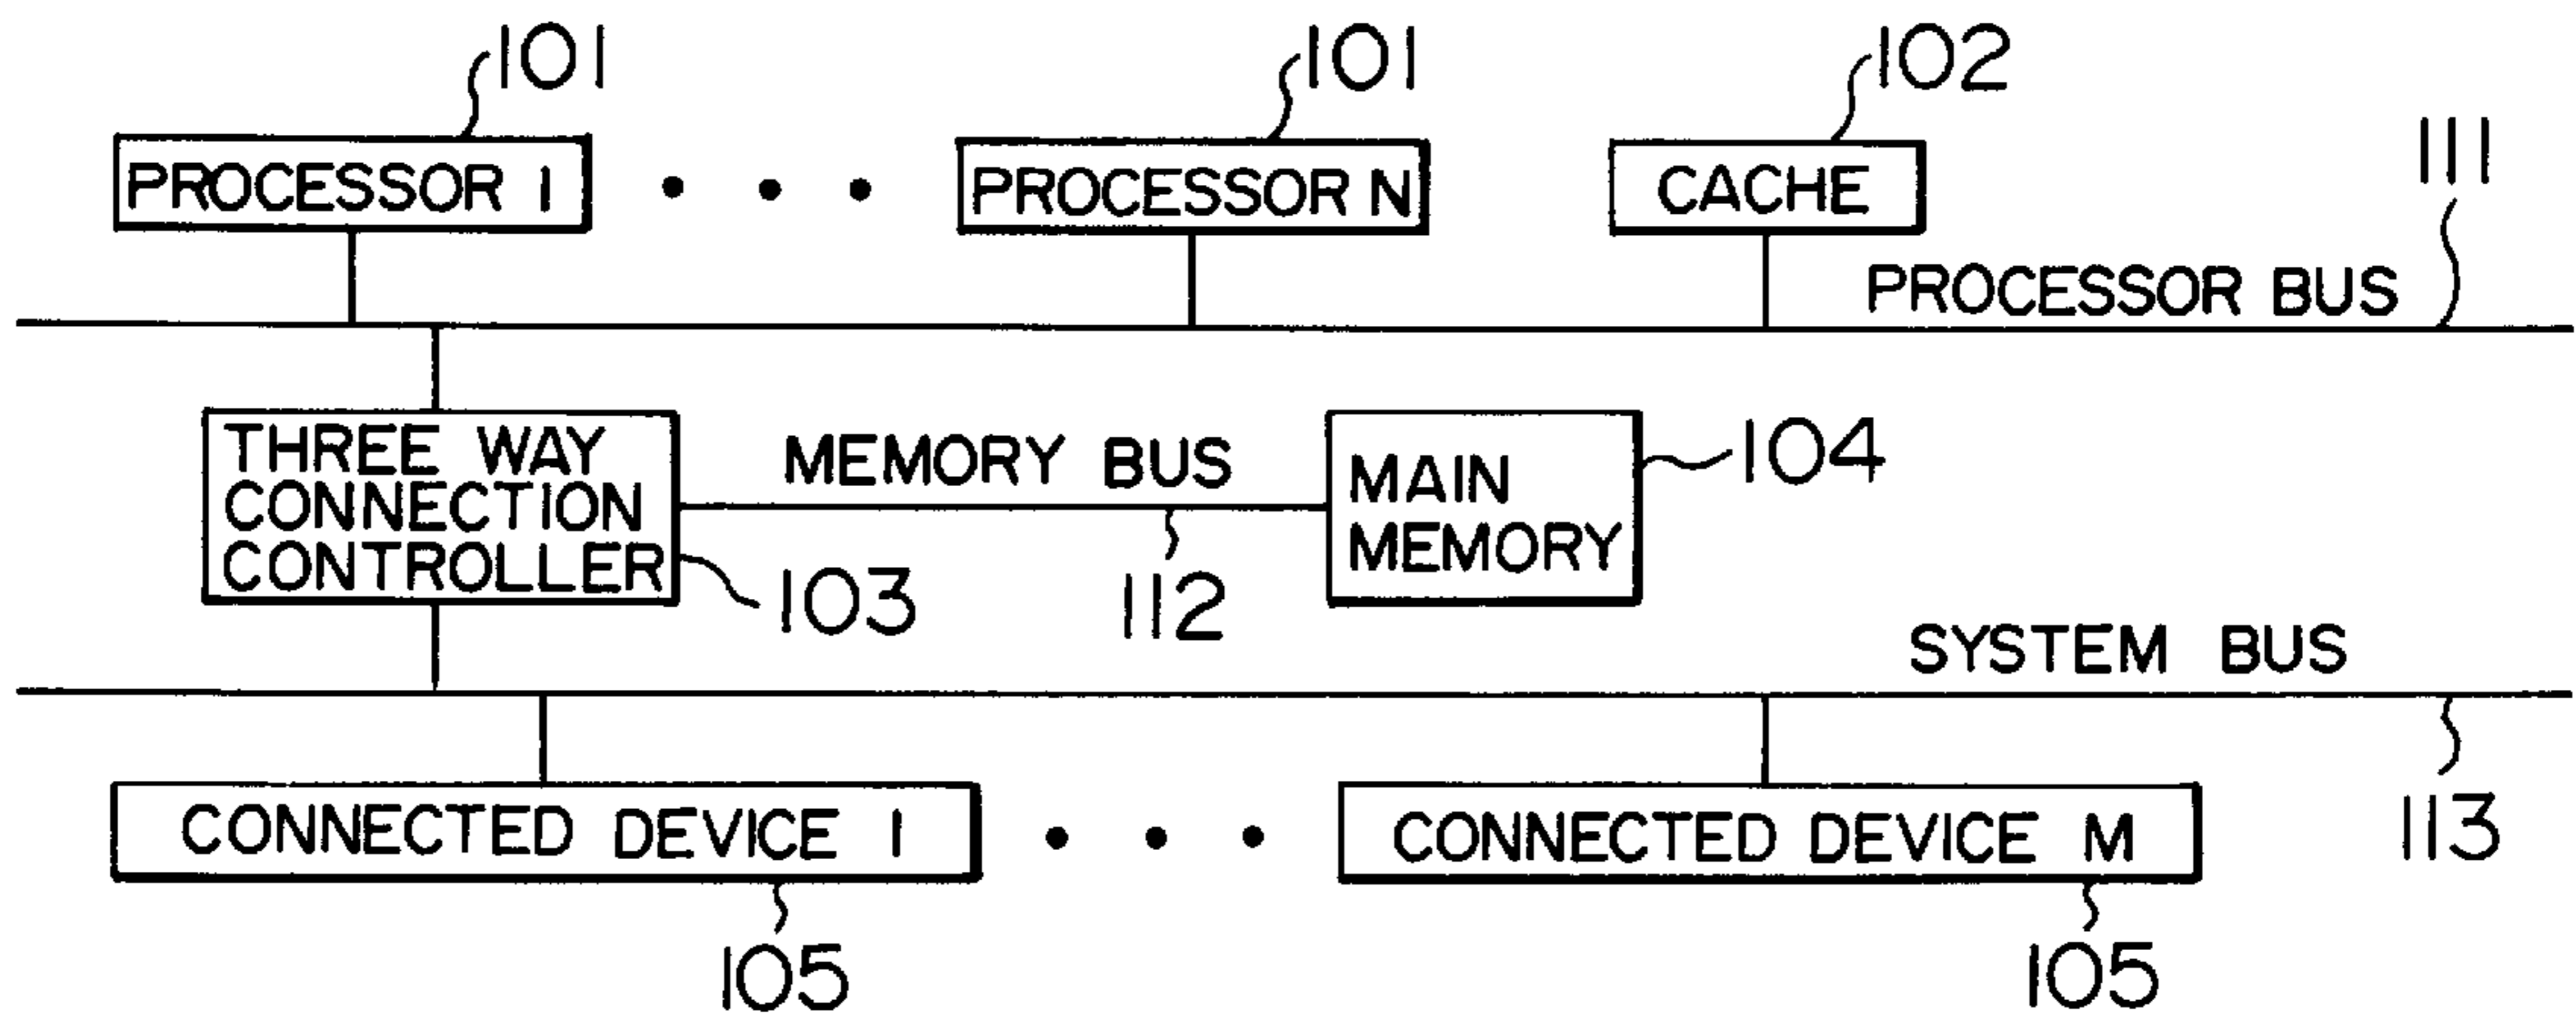 101
101
102
111
PROCESSOR 1
PROCESSOR N
CACHE
PROCESSOR BUS
THREE WAY
CONNECTION
CONTROLLER
103
MEMORY BUS
112
MAIN
MEMORY
104
SYSTEM BUS
113
CONNECTED DEVICE 1
CONNECTED DEVICE M
105
105